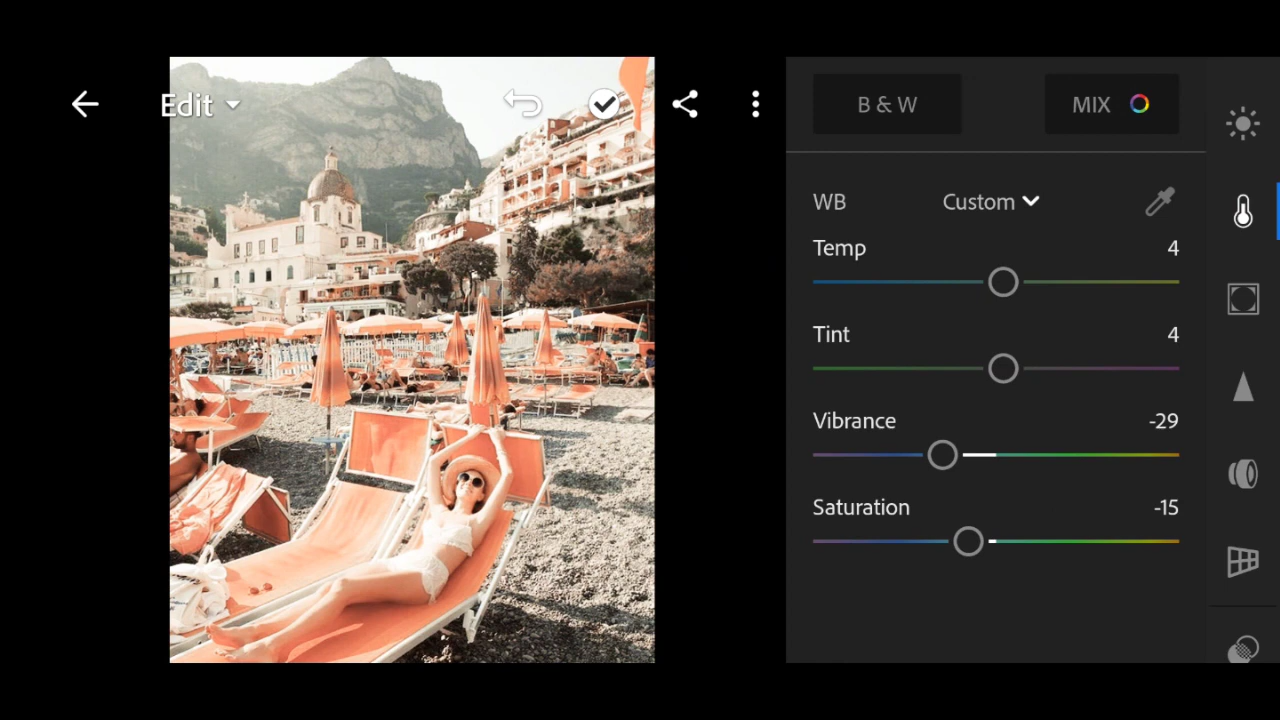 Edit
B & W
MIX
WB
Custom
Temp
4
Tint
4
Vibrance
-29
Saturation
-15